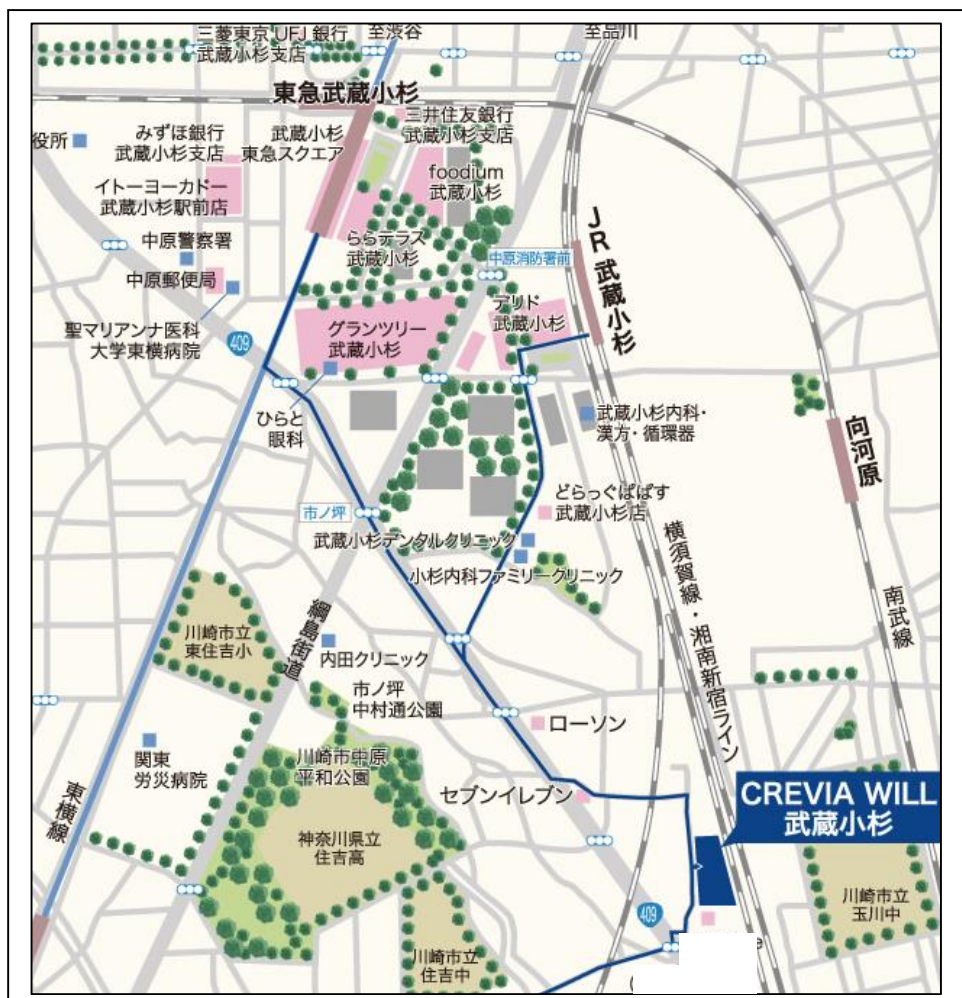 三菱東京UFJ銀行
武蔵小杉支店
至渋谷
至品川
東急武蔵小杉
役所
みずほ銀行
武蔵小杉支店
武蔵小杉
東急スクエア
三井住友銀行
武蔵小杉支店
イトーヨーカドー
武蔵小杉駅前店
foodium
武蔵小杉
中原警察署
中原郵便局
ららテラス
武蔵小杉
中原消防署前
JR武蔵小杉
聖マリアンナ医科
大学東横病院
409
グランツリー
武蔵小杉
アリド
武蔵小杉
ひらと
眼科
武蔵小杉内科・
漢方・循環器
向河原
市ノ坪
どらっぐぱぱす
武蔵小杉店
武蔵小杉デンタルクリニック
小杉内科ファミリークリニック
横須賀線・湘南新宿ライン
南武線
川崎市立
東住吉小
綱島街道
内田クリニック
市ノ坪
中村通公園
ローソン
関東
労災病院
川崎市中原
平和公園
東横線
セブンイレブン
CREVIA WILL
武蔵小杉
神奈川県立
住吉高
川崎市立
玉川中
409
川崎市立
住吉中